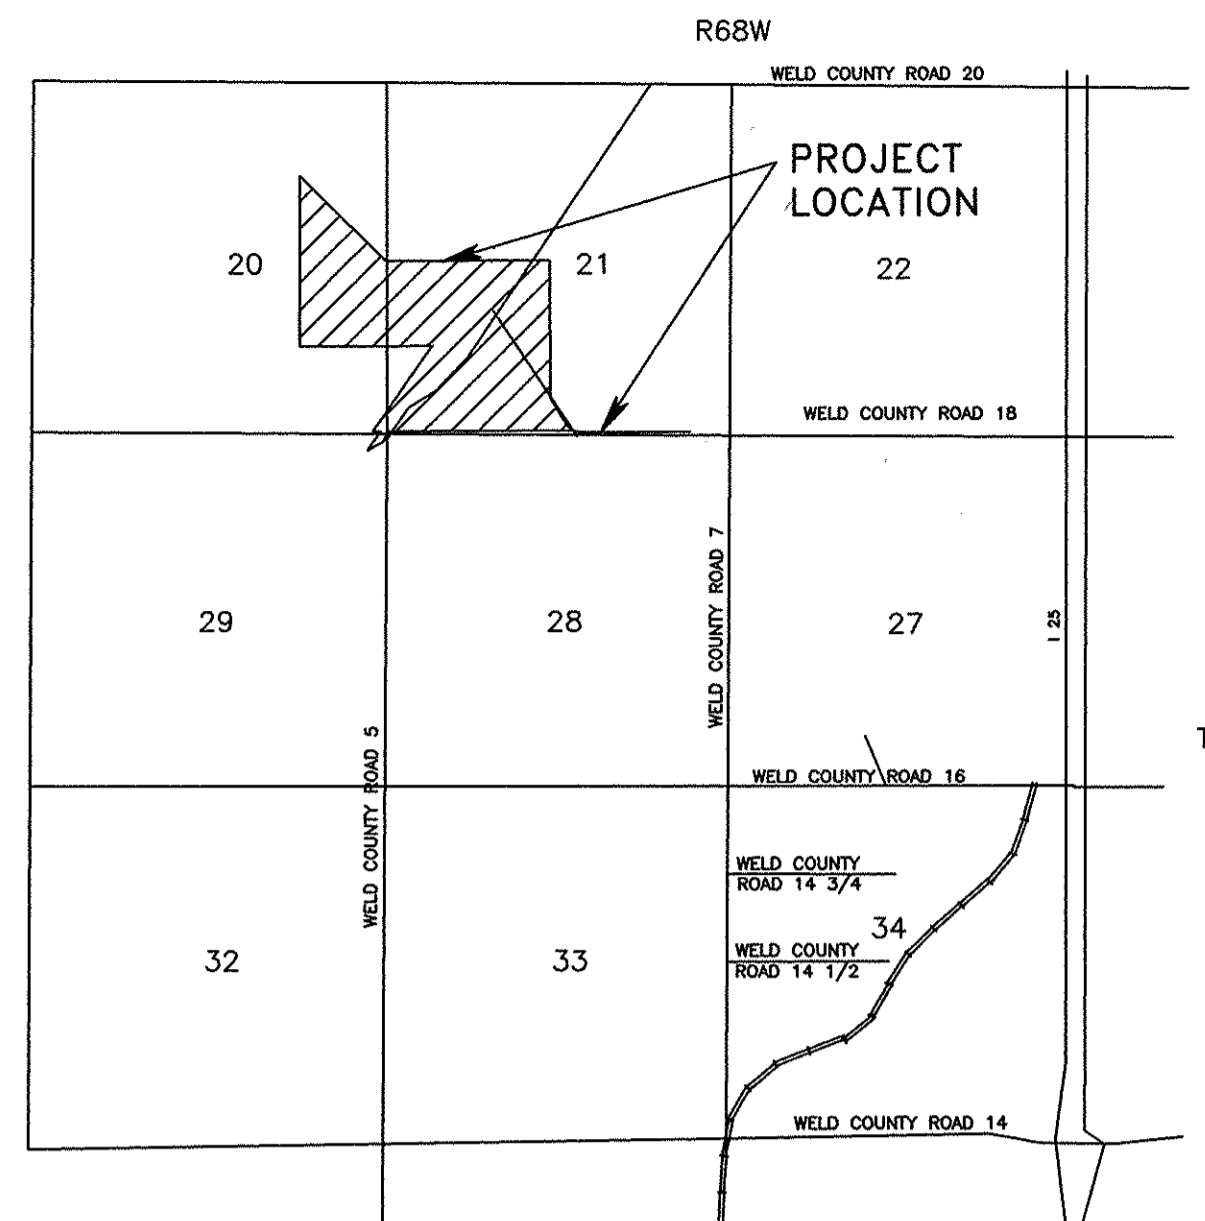 R68W
WELD COUNTY ROAD 20
PROJECT
LOCATION
20
21
22
WELD COUNTY ROAD 18
29
28
27
WELD COUNTY ROAD 7
I 25
WELD COUNTY ROAD 5
T
WELD COUNTY ROAD 16
WELD COUNTY
ROAD 14 3/4
34
WELD COUNTY
ROAD 14 1/2
32
33
WELD COUNTY ROAD 14